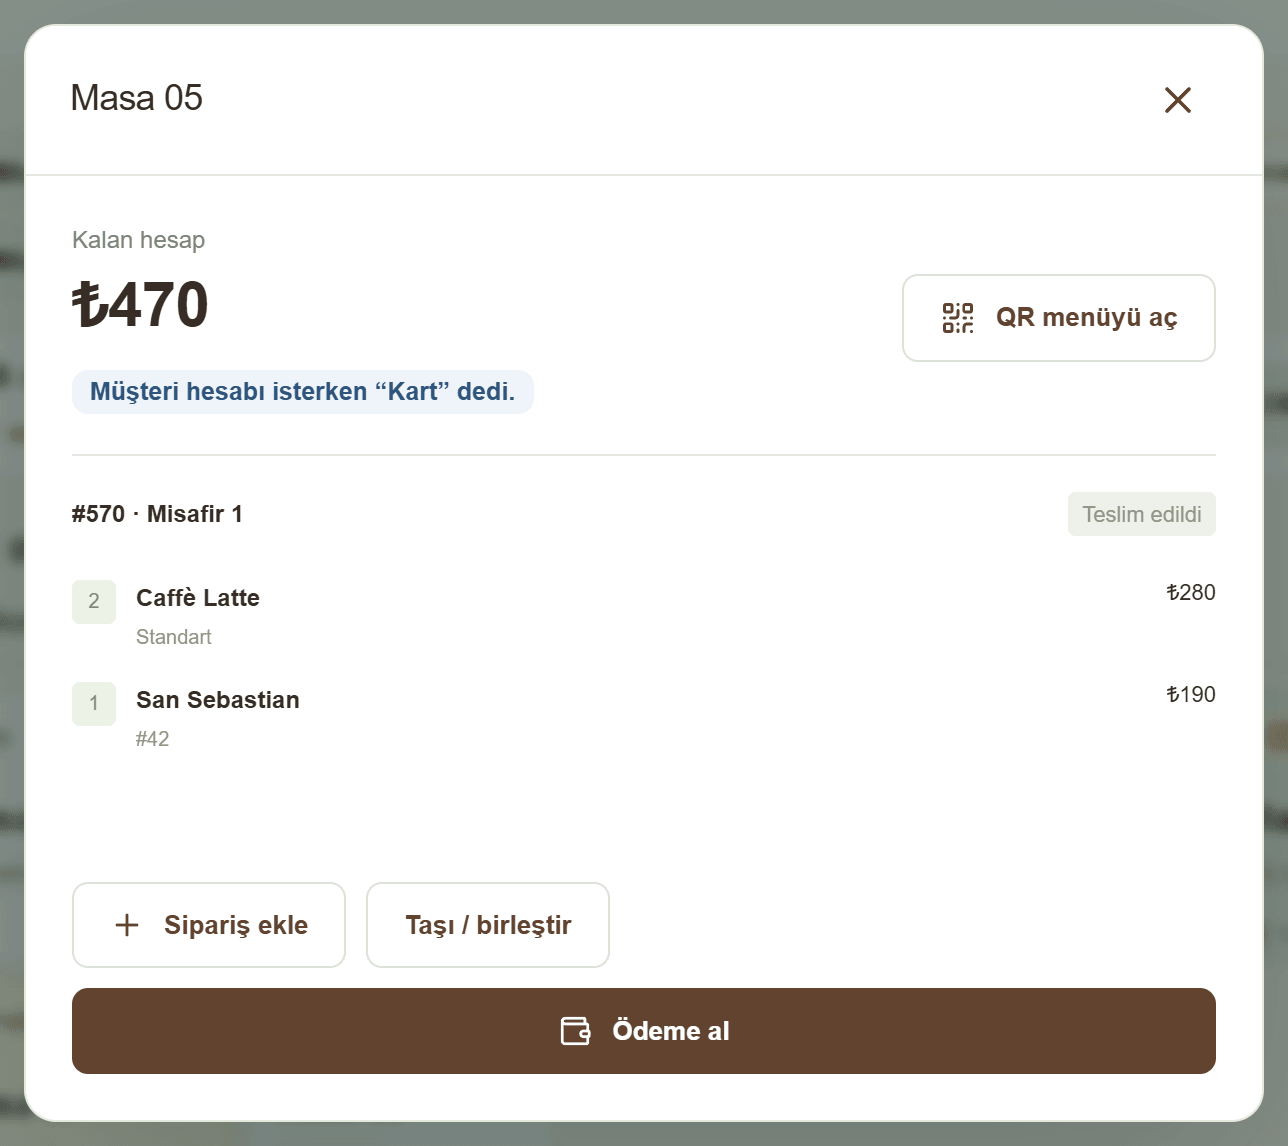 Masa 05
Kalan hesap
₺470
QR menüyü aç
Müşteri hesabı isterken “Kart” dedi.
#570 · Misafir 1
Teslim edildi
2 Caffè Latte ₺280
Standart
1 San Sebastian ₺190
#42
Sipariş ekle
Taşı / birleştir
Ödeme al